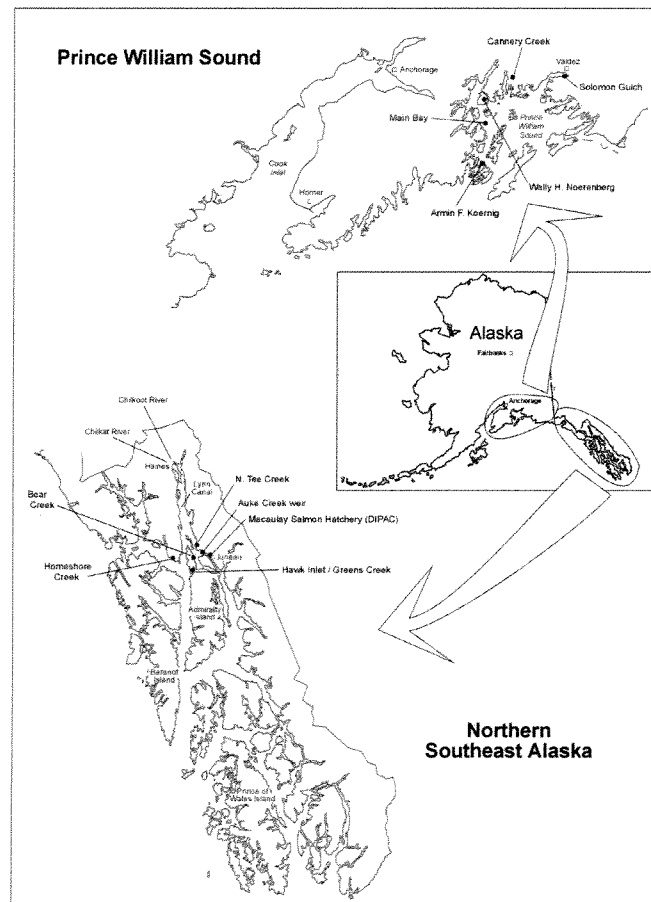 Prince William Sound
Cannery Creek
Valdez
Anchorage
Solomon Gulch
Main Bay
Prince
William
Sound
Cook
Inlet
Wally H. Noerenberg
Homer
Armin F. Koernig
Alaska
Fairbanks
Anchorage
Chilkoot River
Chilkat River
Haines
Lynn
Canal
N. Tee Creek
Bear
Creek
Auke Creek weir
Macaulay Salmon Hatchery (DIPAC)
Juneau
Homeshore
Creek
Hawk Inlet / Greens Creek
Admiralty
Island
Baranof
Island
Northern
Southeast Alaska
Prince of
Wales Island